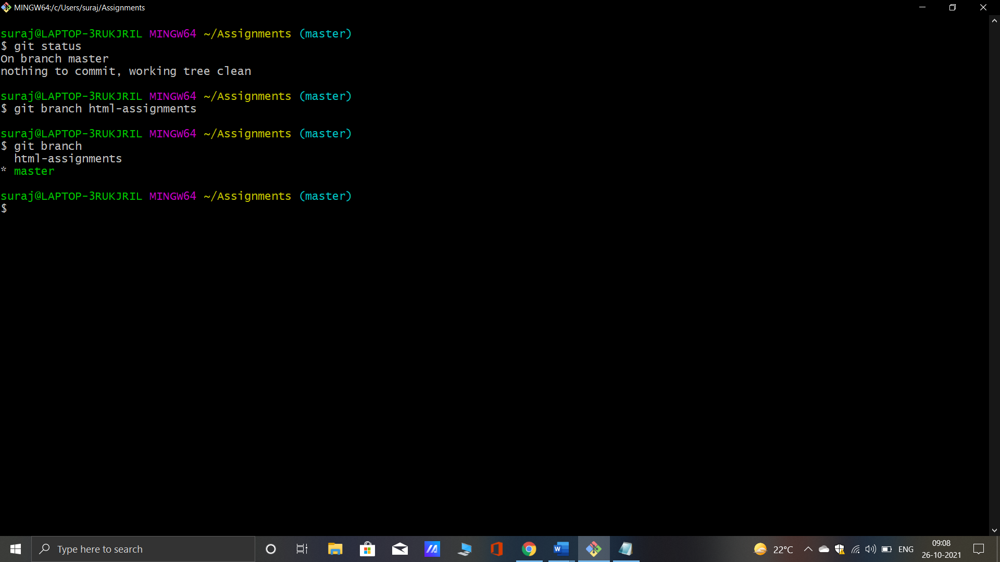 MINGW64:/c/Users/suraj/Assignments
suraj@LAPTOP-3RUKJRIL MINGW64 ~/Assignments (master)
$ git status
On branch master
nothing to commit, working tree clean
suraj@LAPTOP-3RUKJRIL MINGW64 ~/Assignments (master)
$ git branch html-assignments
suraj@LAPTOP-3RUKJRIL MINGW64 ~/Assignments (master)
$ git branch
  html-assignments
* master
suraj@LAPTOP-3RUKJRIL MINGW64 ~/Assignments (master)
$
Type here to search
22°C
ENG
09:08
26-10-2021